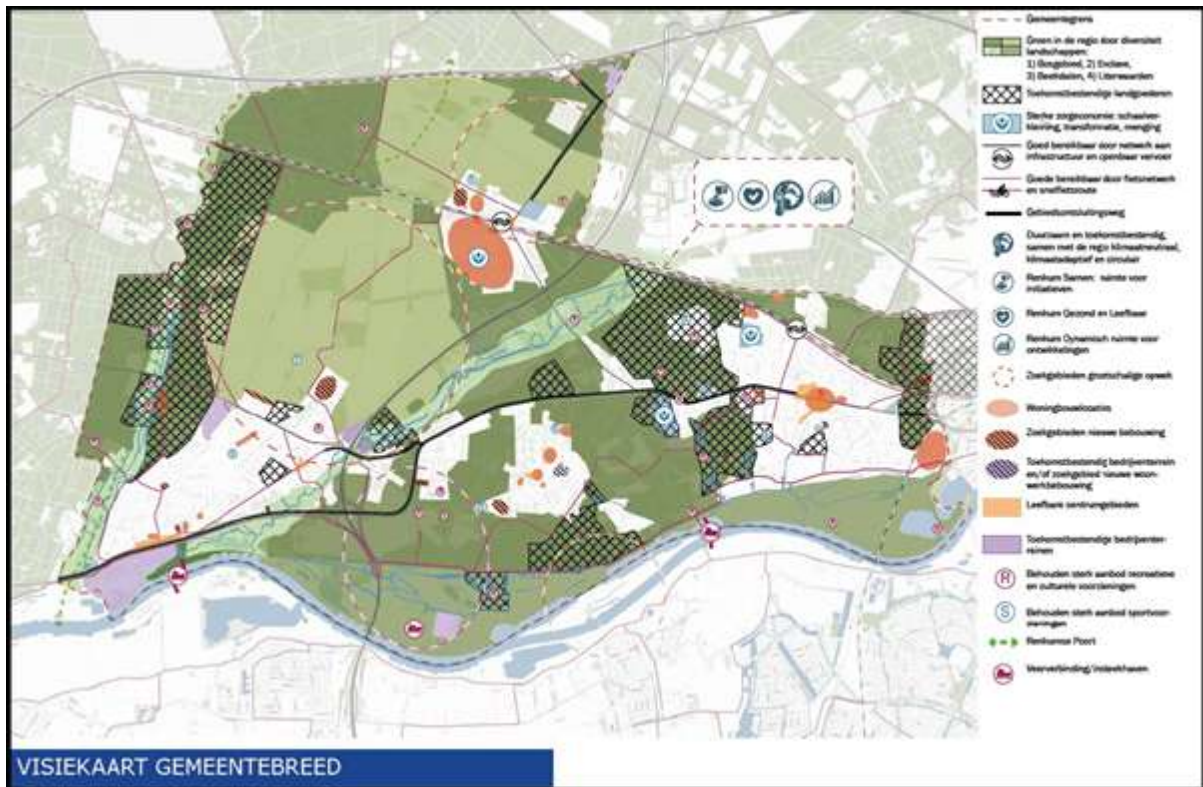 Gemeentegrens
Groen in de regio door diversiteit
landschappen:
1) Bosgebied, 2) Enclave,
3) Beekdalen, 4) Uiterwaarden
Toekomstbestendige landgoederen
Sterke zorgeconomie: schaalver-
kleining, transformatie, menging
Goed bereikbaar door netwerk aan
infrastructuur en openbaar vervoer
Goede bereikbaar door fietsnetwerk
en snelfietsroute
Gebiedsontsluitingsweg
Duurzaam en toekomstbestendig,
samen met de regio klimaatneutraal,
klimaatadaptief en circulair
Renkum Samen: ruimte voor
initiatieven
Renkum Gezond en Leefbaar
Renkum Dynamisch ruimte voor
ontwikkelingen
Zoekgebieden grootschalige opwek
Woningbouwlocaties
Zoekgebieden nieuwe bebouwing
Toekomstbestendig bedrijventerrein
en/of zoekgebied nieuwe woon-
werkbebouwing
Leefbare centrumgebieden
Toekomstbestendige bedrijventer-
reinen
R
Behouden sterk aanbod recreatieve
en culturele voorzieningen
S
Behouden sterk aanbod sportvoor-
zieningen
Renkumse Poort
Veerverbinding/insteekhaven
VISIEKAART GEMEENTEBREED